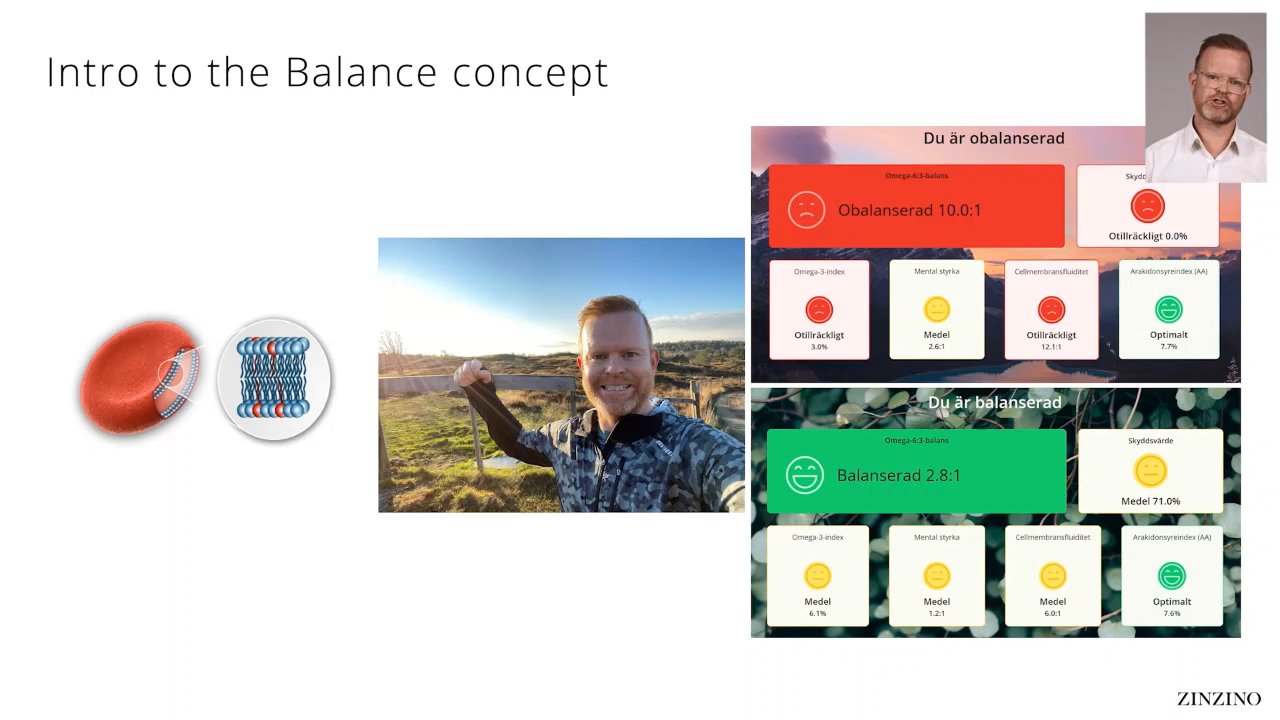 Intro to the Balance concept
Du är obalanserad
Omega-6:3-balans
Obalanserad 10.0:1
Otillräckligt 0.0%
Omega-3-index
Otillräckligt
3.0%
Mental styrka
Medel
2.6:1
Cellmembransfluiditet
Otillräckligt
12.1:1
Arakidonsyreindex (AA)
Optimalt
7.7%
Du är balanserad
Omega-6:3-balans
Balanserad 2.8:1
Skyddsvärde
Medel 71.0%
Omega-3-index
Medel
6.1%
Mental styrka
Medel
1.2:1
Cellmembransfluiditet
Medel
6.0:1
Arakidonsyreindex (AA)
Optimalt
7.6%
ZINZINO